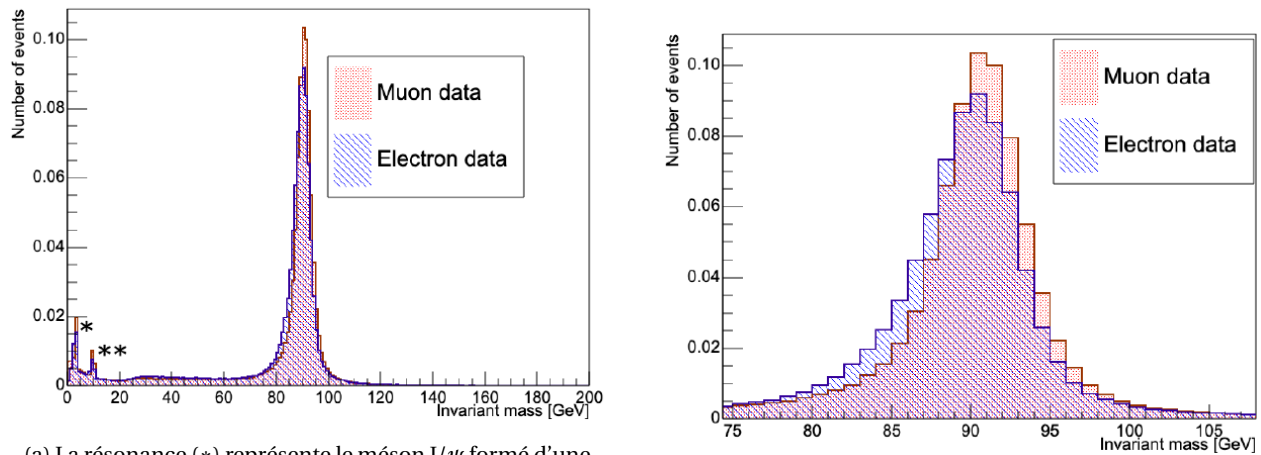 Number of events
0.10
0.08
0.06
0.04
0.02
0
*
**
Muon data
Electron data
0 20 40 60 80 100 120 140 160 180 200
Invariant mass [GeV]
Number of events
0.10
0.08
0.06
0.04
0.02
0
Muon data
Electron data
75 80 85 90 95 100 105
Invariant mass [GeV]
(a) La résonance (*) représente le méson J/ψ formé d'une